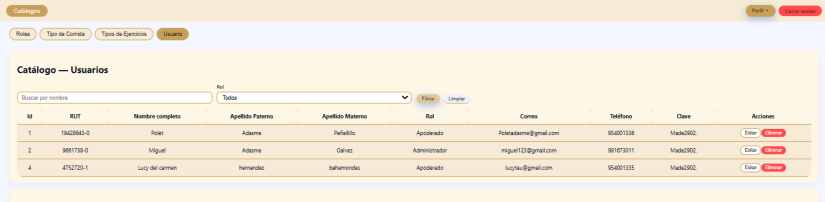 Catálogos Perfil Cerrar sesión
Roles Tipo de Comida Tipos de Ejercicios Usuario
Catálogo — Usuarios
Rol
Buscar por nombre Todos Filtrar Limpiar
Id RUT Nombre completo Apellido Paterno Apellido Materno Rol Correo Teléfono Clave Acciones
1 19428643-0 Polet Adasme Peñailillo Apoderado Poletadasme@gmail.com 954001336 Made2902. Editar Eliminar
2 9661738-0 Miguel Adasme Galvez Administrador miguel123@gmail.com 981673011 Made2902. Editar Eliminar
4 4752720-1 Lucy del carmen hernandez bahamondes Apoderado lucytau@gmail.com 954001335 Made2902. Editar Eliminar